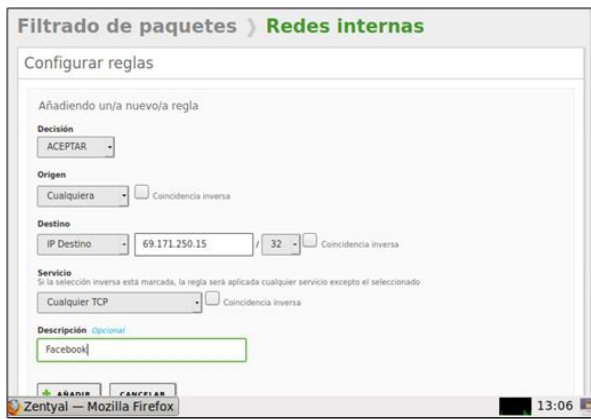 Filtrado de paquetes ⟩ Redes internas
Configurar reglas
Añadiendo un/a nuevo/a regla
Decisión
ACEPTAR
Origen
Cualquiera Coincidencia inversa
Destino
IP Destino 69.171.250.15 / 32 Coincidencia inversa
Servicio
Si la selección inversa está marcada, la regla será aplicada cualquier servicio excepto el seleccionado
Cualquier TCP Coincidencia inversa
Descripción Opcional
Facebook
AÑADIR CANCELAR
Zentyal — Mozilla Firefox 13:06